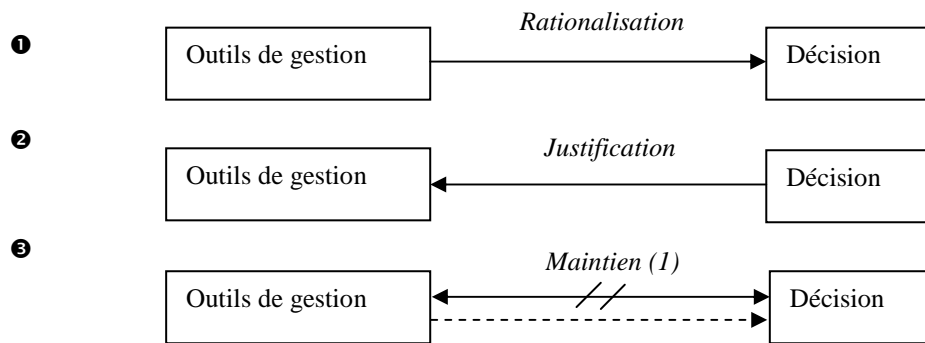 Rationalisation
❶ Outils de gestion Décision
❷ Justification
Outils de gestion Décision
❸ Maintien (1)
Outils de gestion Décision